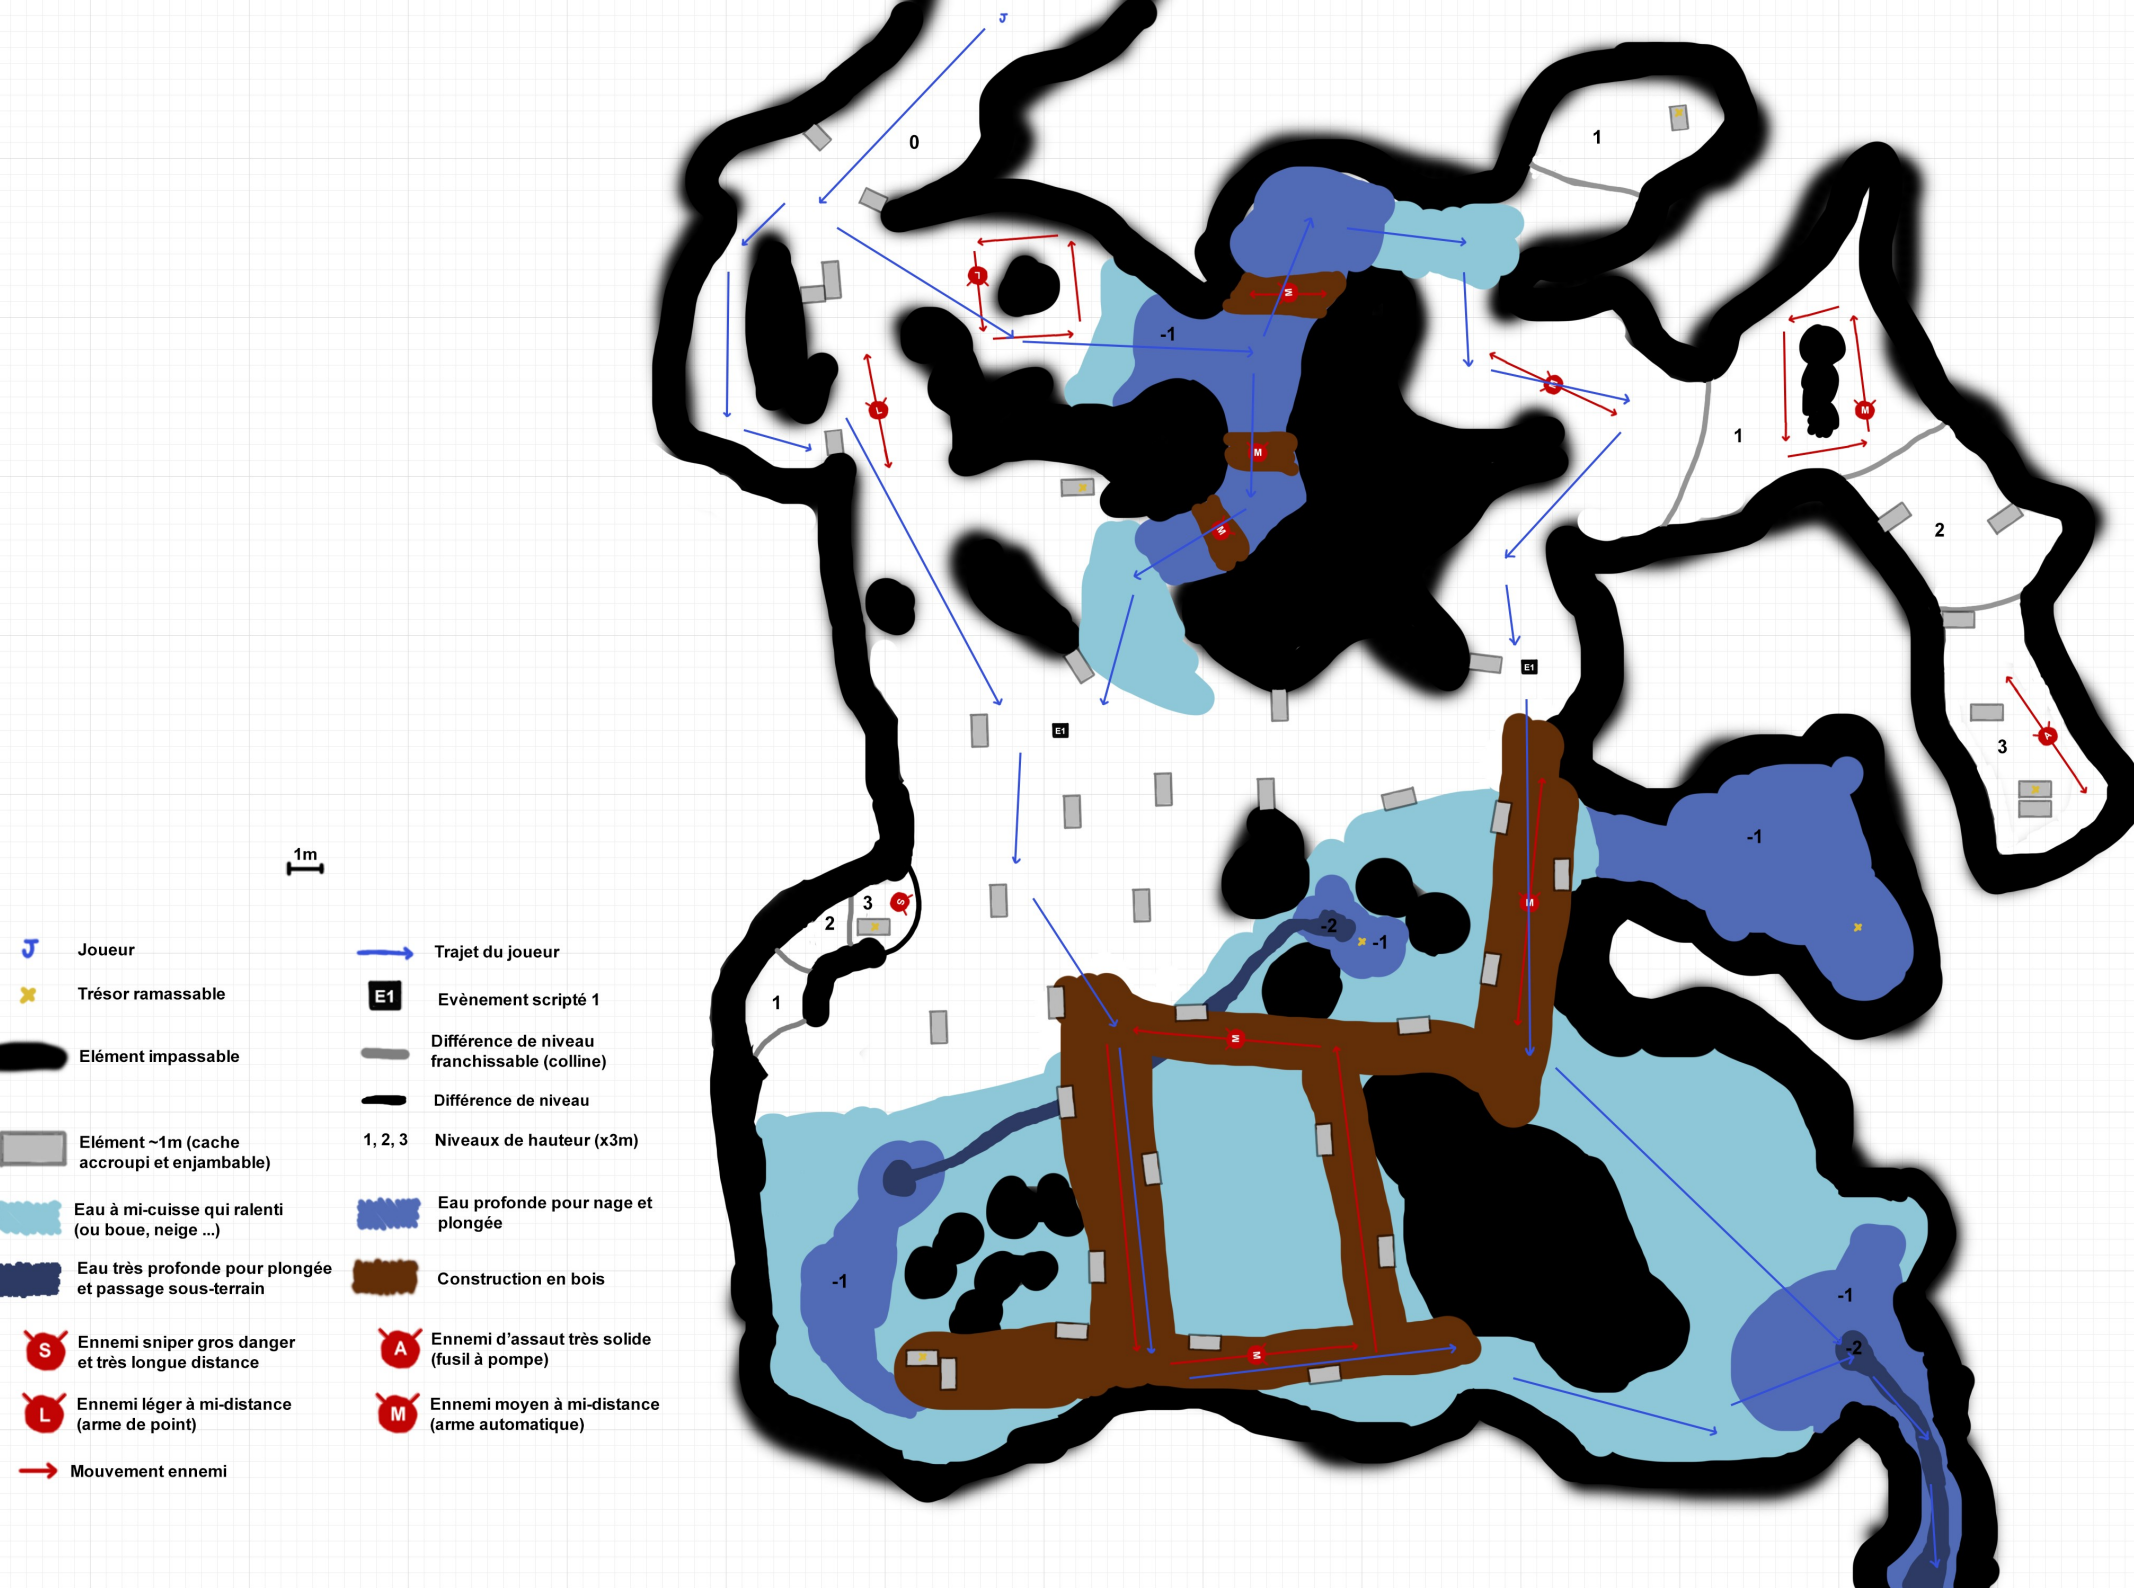 J
0
1
L
M
-1
1
M
L
M
2
M
E1
E1
A
3
-1
1m
3
S
2
-2
-1
M
1
M
-1
-1
-2
M
J Joueur
Trajet du joueur
Trésor ramassable
E1 Evènement scripté 1
Elément impassable
Différence de niveau
franchissable (colline)
Différence de niveau
Elément ~1m (cache
accroupi et enjambable)
1, 2, 3 Niveaux de hauteur (x3m)
Eau à mi-cuisse qui ralenti
(ou boue, neige ...)
Eau profonde pour nage et
plongée
Eau très profonde pour plongée
et passage sous-terrain
Construction en bois
S Ennemi sniper gros danger
et très longue distance
A Ennemi d'assaut très solide
(fusil à pompe)
L Ennemi léger à mi-distance
(arme de point)
M Ennemi moyen à mi-distance
(arme automatique)
Mouvement ennemi